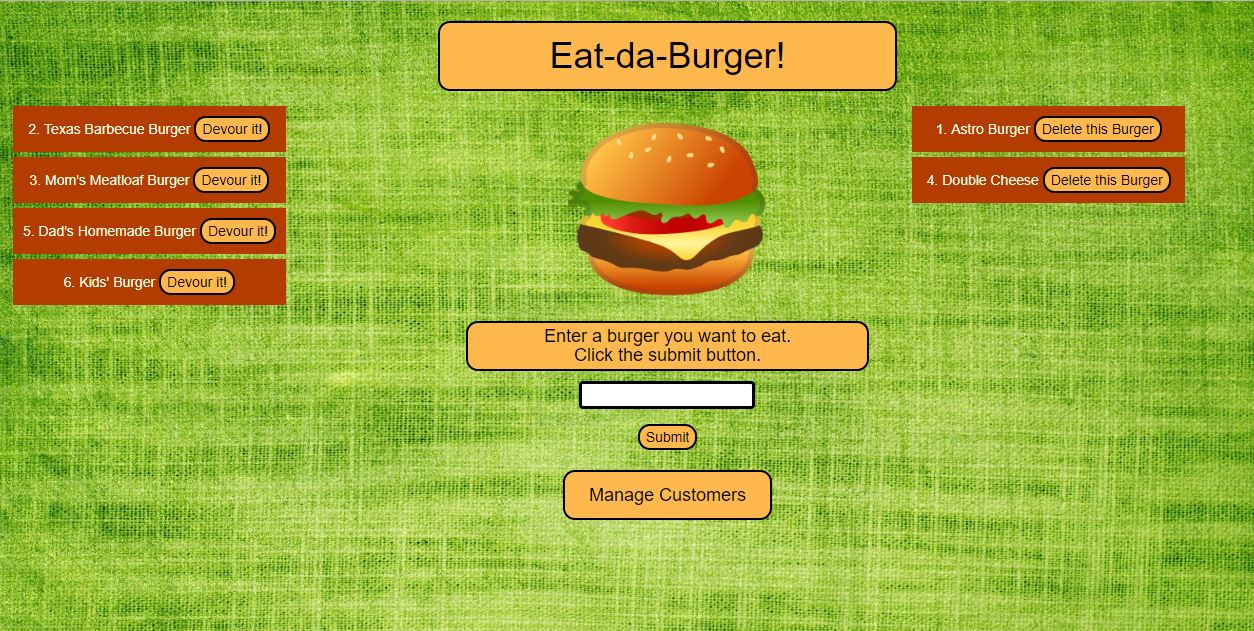 Eat-da-Burger!
2. Texas Barbecue Burger Devour it!
3. Mom's Meatloaf Burger Devour it!
5. Dad's Homemade Burger Devour it!
6. Kids' Burger Devour it!
1. Astro Burger Delete this Burger
4. Double Cheese Delete this Burger
Enter a burger you want to eat.
Click the submit button.
Submit
Manage Customers